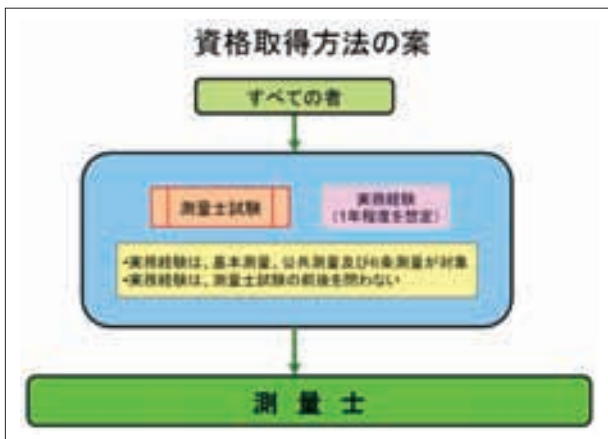 資格取得方法の案
すべての者
測量士試験
実務経験
(1年程度を想定)
•実務経験は、基本測量、公共測量及び6条測量が対象
•実務経験は、測量士試験の前後を問わない
測量士